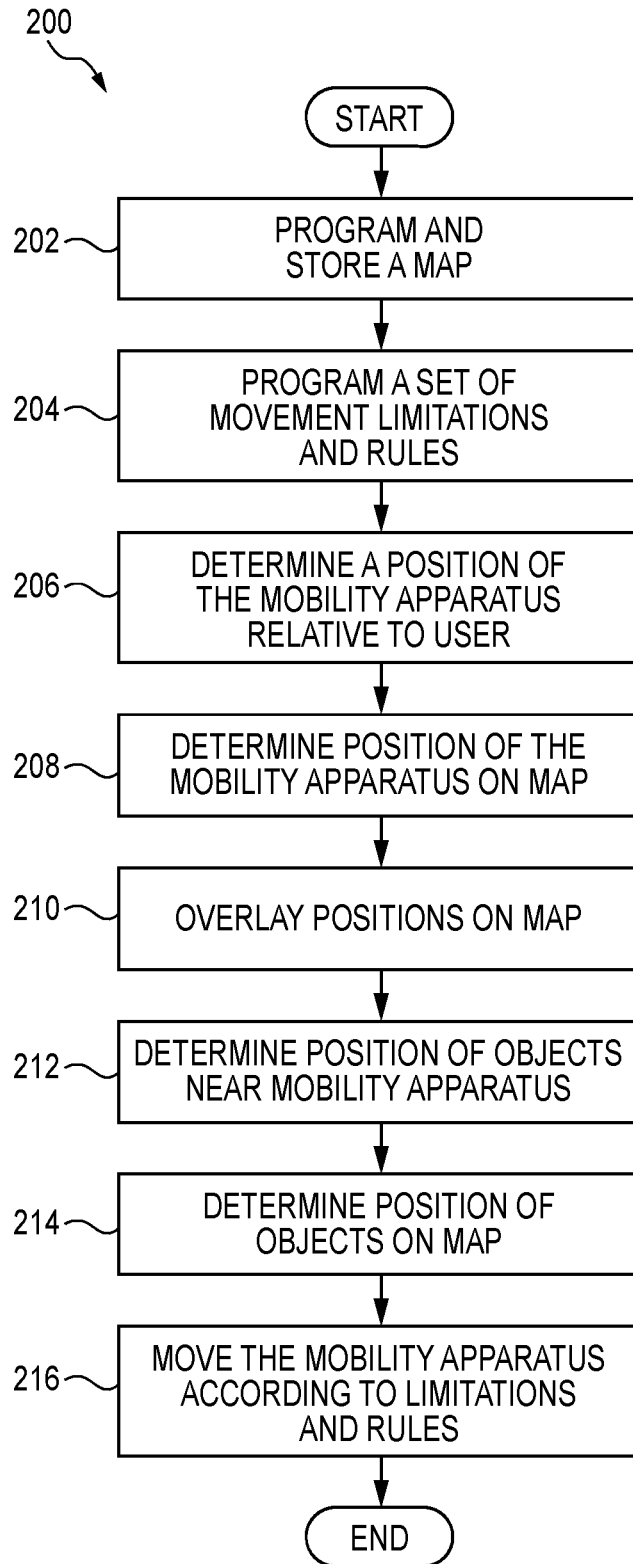 200
START
202
PROGRAM AND
STORE A MAP
204
PROGRAM A SET OF
MOVEMENT LIMITATIONS
AND RULES
206
DETERMINE A POSITION OF
THE MOBILITY APPARATUS
RELATIVE TO USER
208
DETERMINE POSITION OF THE
MOBILITY APPARATUS ON MAP
210
OVERLAY POSITIONS ON MAP
212
DETERMINE POSITION OF OBJECTS
NEAR MOBILITY APPARATUS
214
DETERMINE POSITION OF
OBJECTS ON MAP
216
MOVE THE MOBILITY APPARATUS
ACCORDING TO LIMITATIONS
AND RULES
END